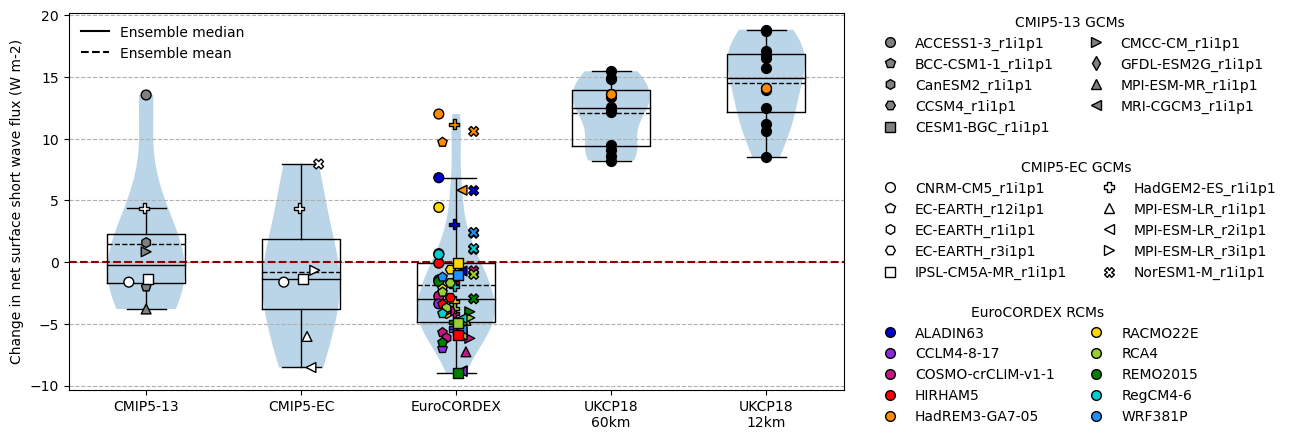 Change in net surface short wave flux (W m-2)
20
15
10
5
0
−5
−10
Ensemble median
Ensemble mean
CMIP5-13
CMIP5-EC
EuroCORDEX
UKCP18
60km
UKCP18
12km
CMIP5-13 GCMs
ACCESS1-3_r1i1p1
BCC-CSM1-1_r1i1p1
CanESM2_r1i1p1
CCSM4_r1i1p1
CESM1-BGC_r1i1p1
CMCC-CM_r1i1p1
GFDL-ESM2G_r1i1p1
MPI-ESM-MR_r1i1p1
MRI-CGCM3_r1i1p1
CMIP5-EC GCMs
CNRM-CM5_r1i1p1
EC-EARTH_r12i1p1
EC-EARTH_r1i1p1
EC-EARTH_r3i1p1
IPSL-CM5A-MR_r1i1p1
HadGEM2-ES_r1i1p1
MPI-ESM-LR_r1i1p1
MPI-ESM-LR_r2i1p1
MPI-ESM-LR_r3i1p1
NorESM1-M_r1i1p1
EuroCORDEX RCMs
ALADIN63
CCLM4-8-17
COSMO-crCLIM-v1-1
HIRHAM5
HadREM3-GA7-05
RACMO22E
RCA4
REMO2015
RegCM4-6
WRF381P